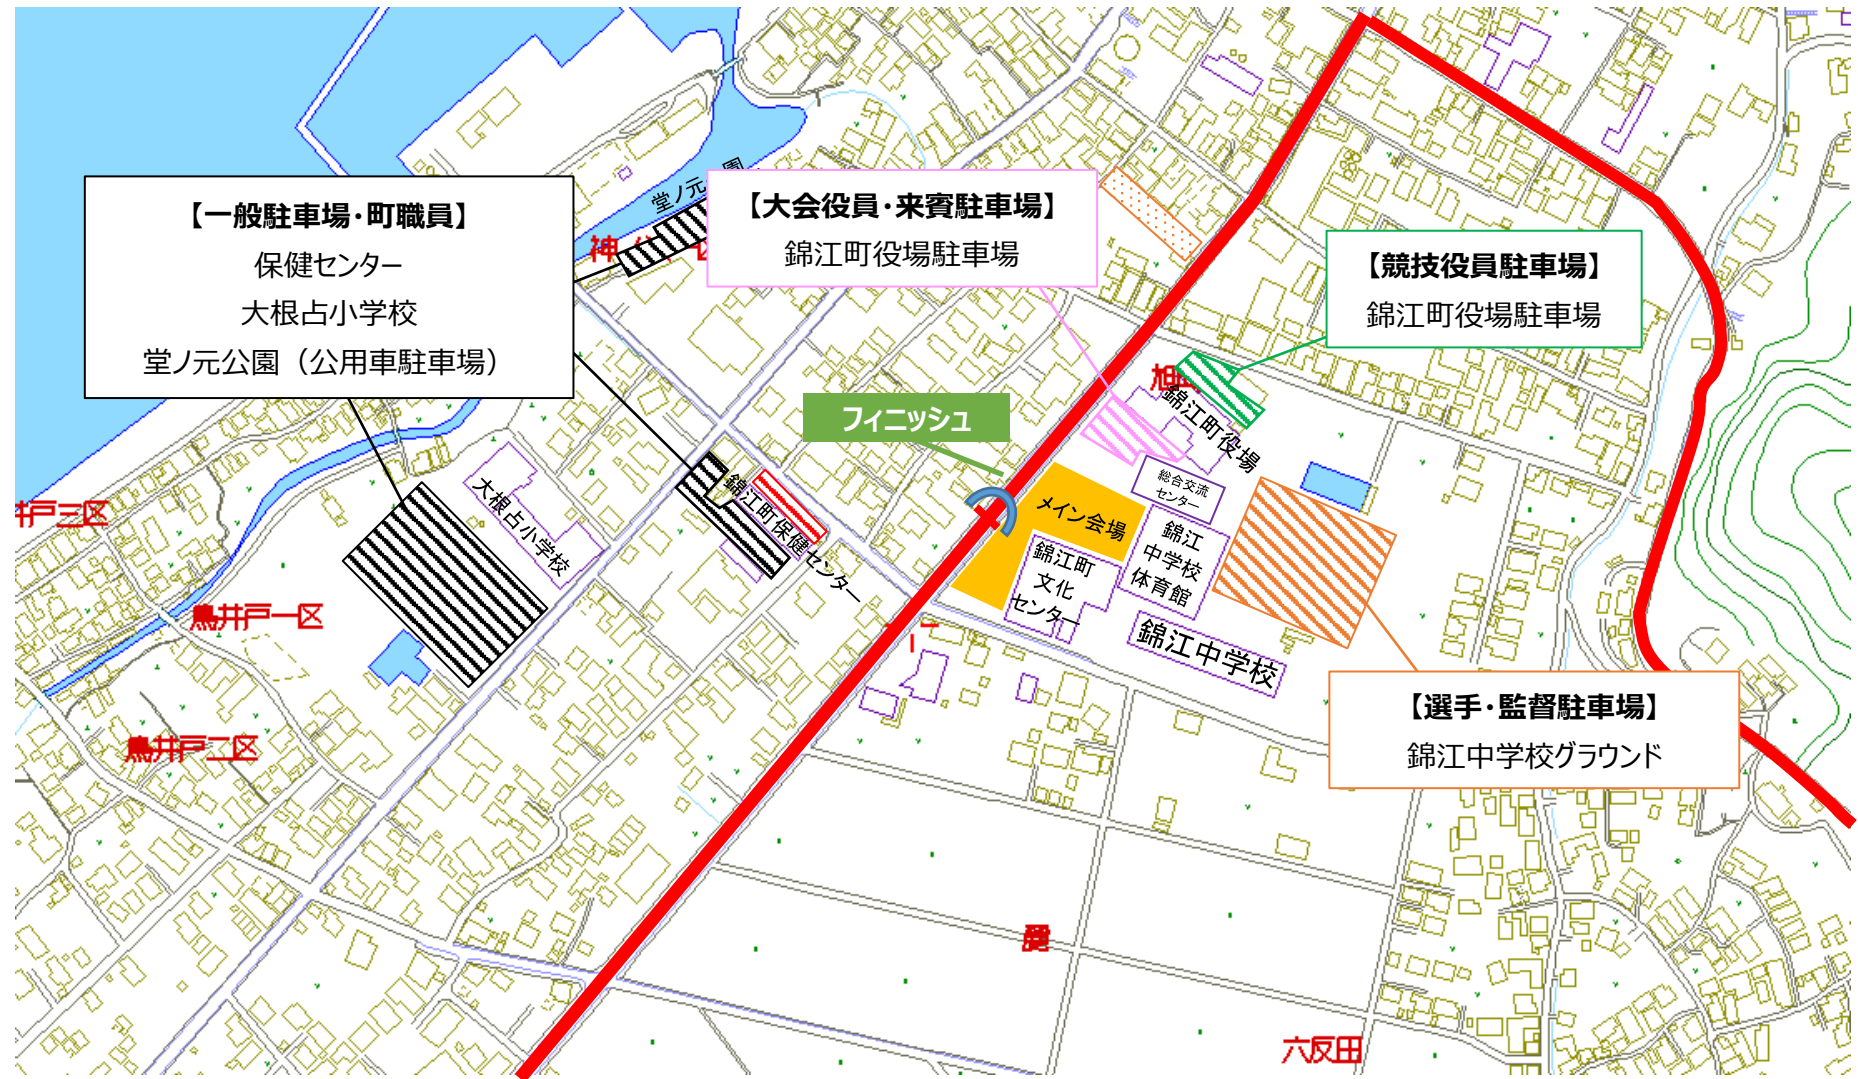 堂ノ元
園
【一般駐車場・町職員】
保健センター
大根占小学校
堂ノ元公園（公用車駐車場）
【大会役員・来賓駐車場】
錦江町役場駐車場
【競技役員駐車場】
錦江町役場駐車場
神
区
旭
錦江町役場
フィニッシュ
総合交流
センター
メイン会場
錦江
中学校
体育館
錦江町
文化
センター
錦江中学校
大根占小学校
錦江町保健センター
井戸三区
鳥井戸一区
鳥井戸二区
【選手・監督駐車場】
錦江中学校グラウンド
六反田